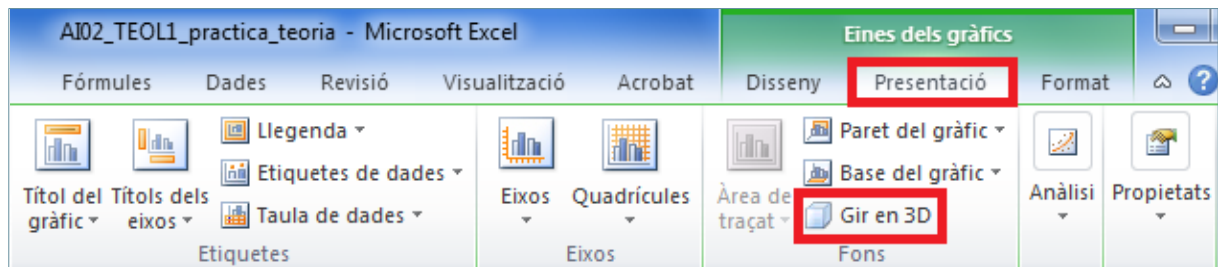 AI02_TEOL1_practica_teoria - Microsoft Excel
Eines dels gràfics
Fórmules Dades Revisió Visualització Acrobat Disseny Presentació Format
Títol del gràfic
Títols dels eixos
Llegenda
Etiquetes de dades
Taula de dades
Etiquetes
Eixos
Quadrícules
Eixos
Àrea de traçat
Paret del gràfic
Base del gràfic
Gir en 3D
Fons
Anàlisi
Propietats